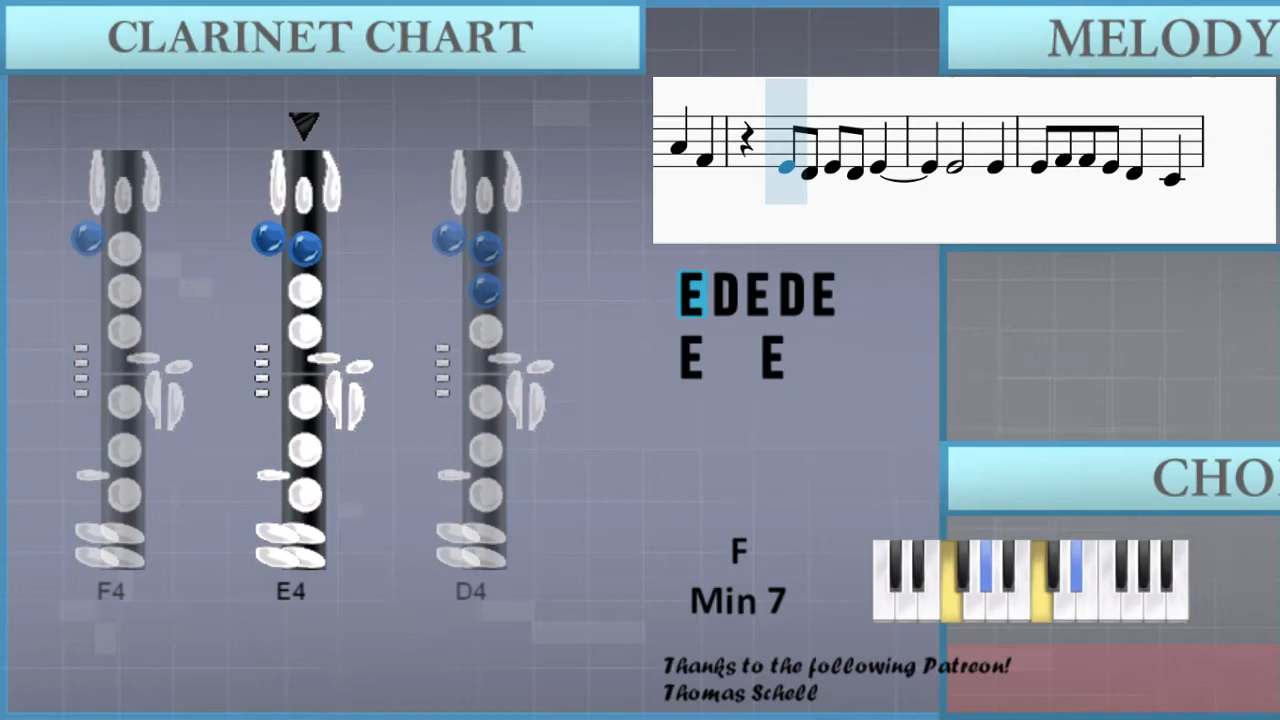 CLARINET CHART
MELODY
EDEDE
E E
CHO
F
Min 7
F4
E4
D4
Thanks to the following Patreon!
Thomas Schell